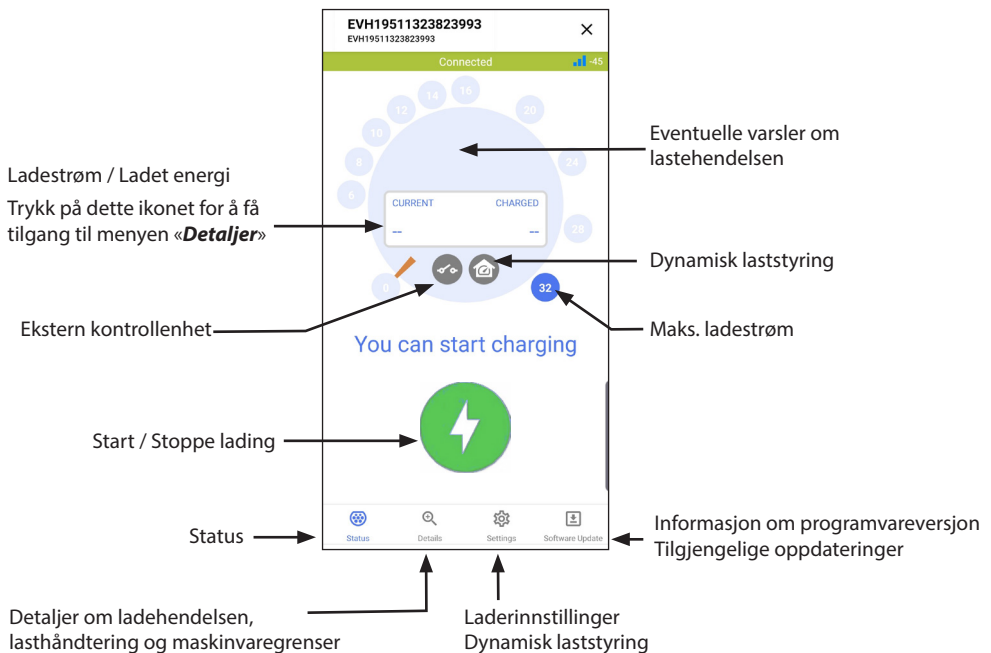 EVH19511323823993
EVH19511323823993
Connected
-45
16
14
20
12
10
8
24
6
28
0
32
CURRENT
CHARGED
--
--
You can start charging
Status
Details
Settings
Software Update
Ladestrøm / Ladet energi
Trykk på dette ikonet for å få
tilgang til menyen «Detaljer»
Ekstern kontrollenhet
Start / Stoppe lading
Status
Detaljer om ladehendelsen,
lasthåndtering og maskinvaregrenser
Eventuelle varsler om
lastehendelsen
Dynamisk laststyring
Maks. ladestrøm
Informasjon om programvareversjon
Tilgjengelige oppdateringer
Laderinnstillinger
Dynamisk laststyring